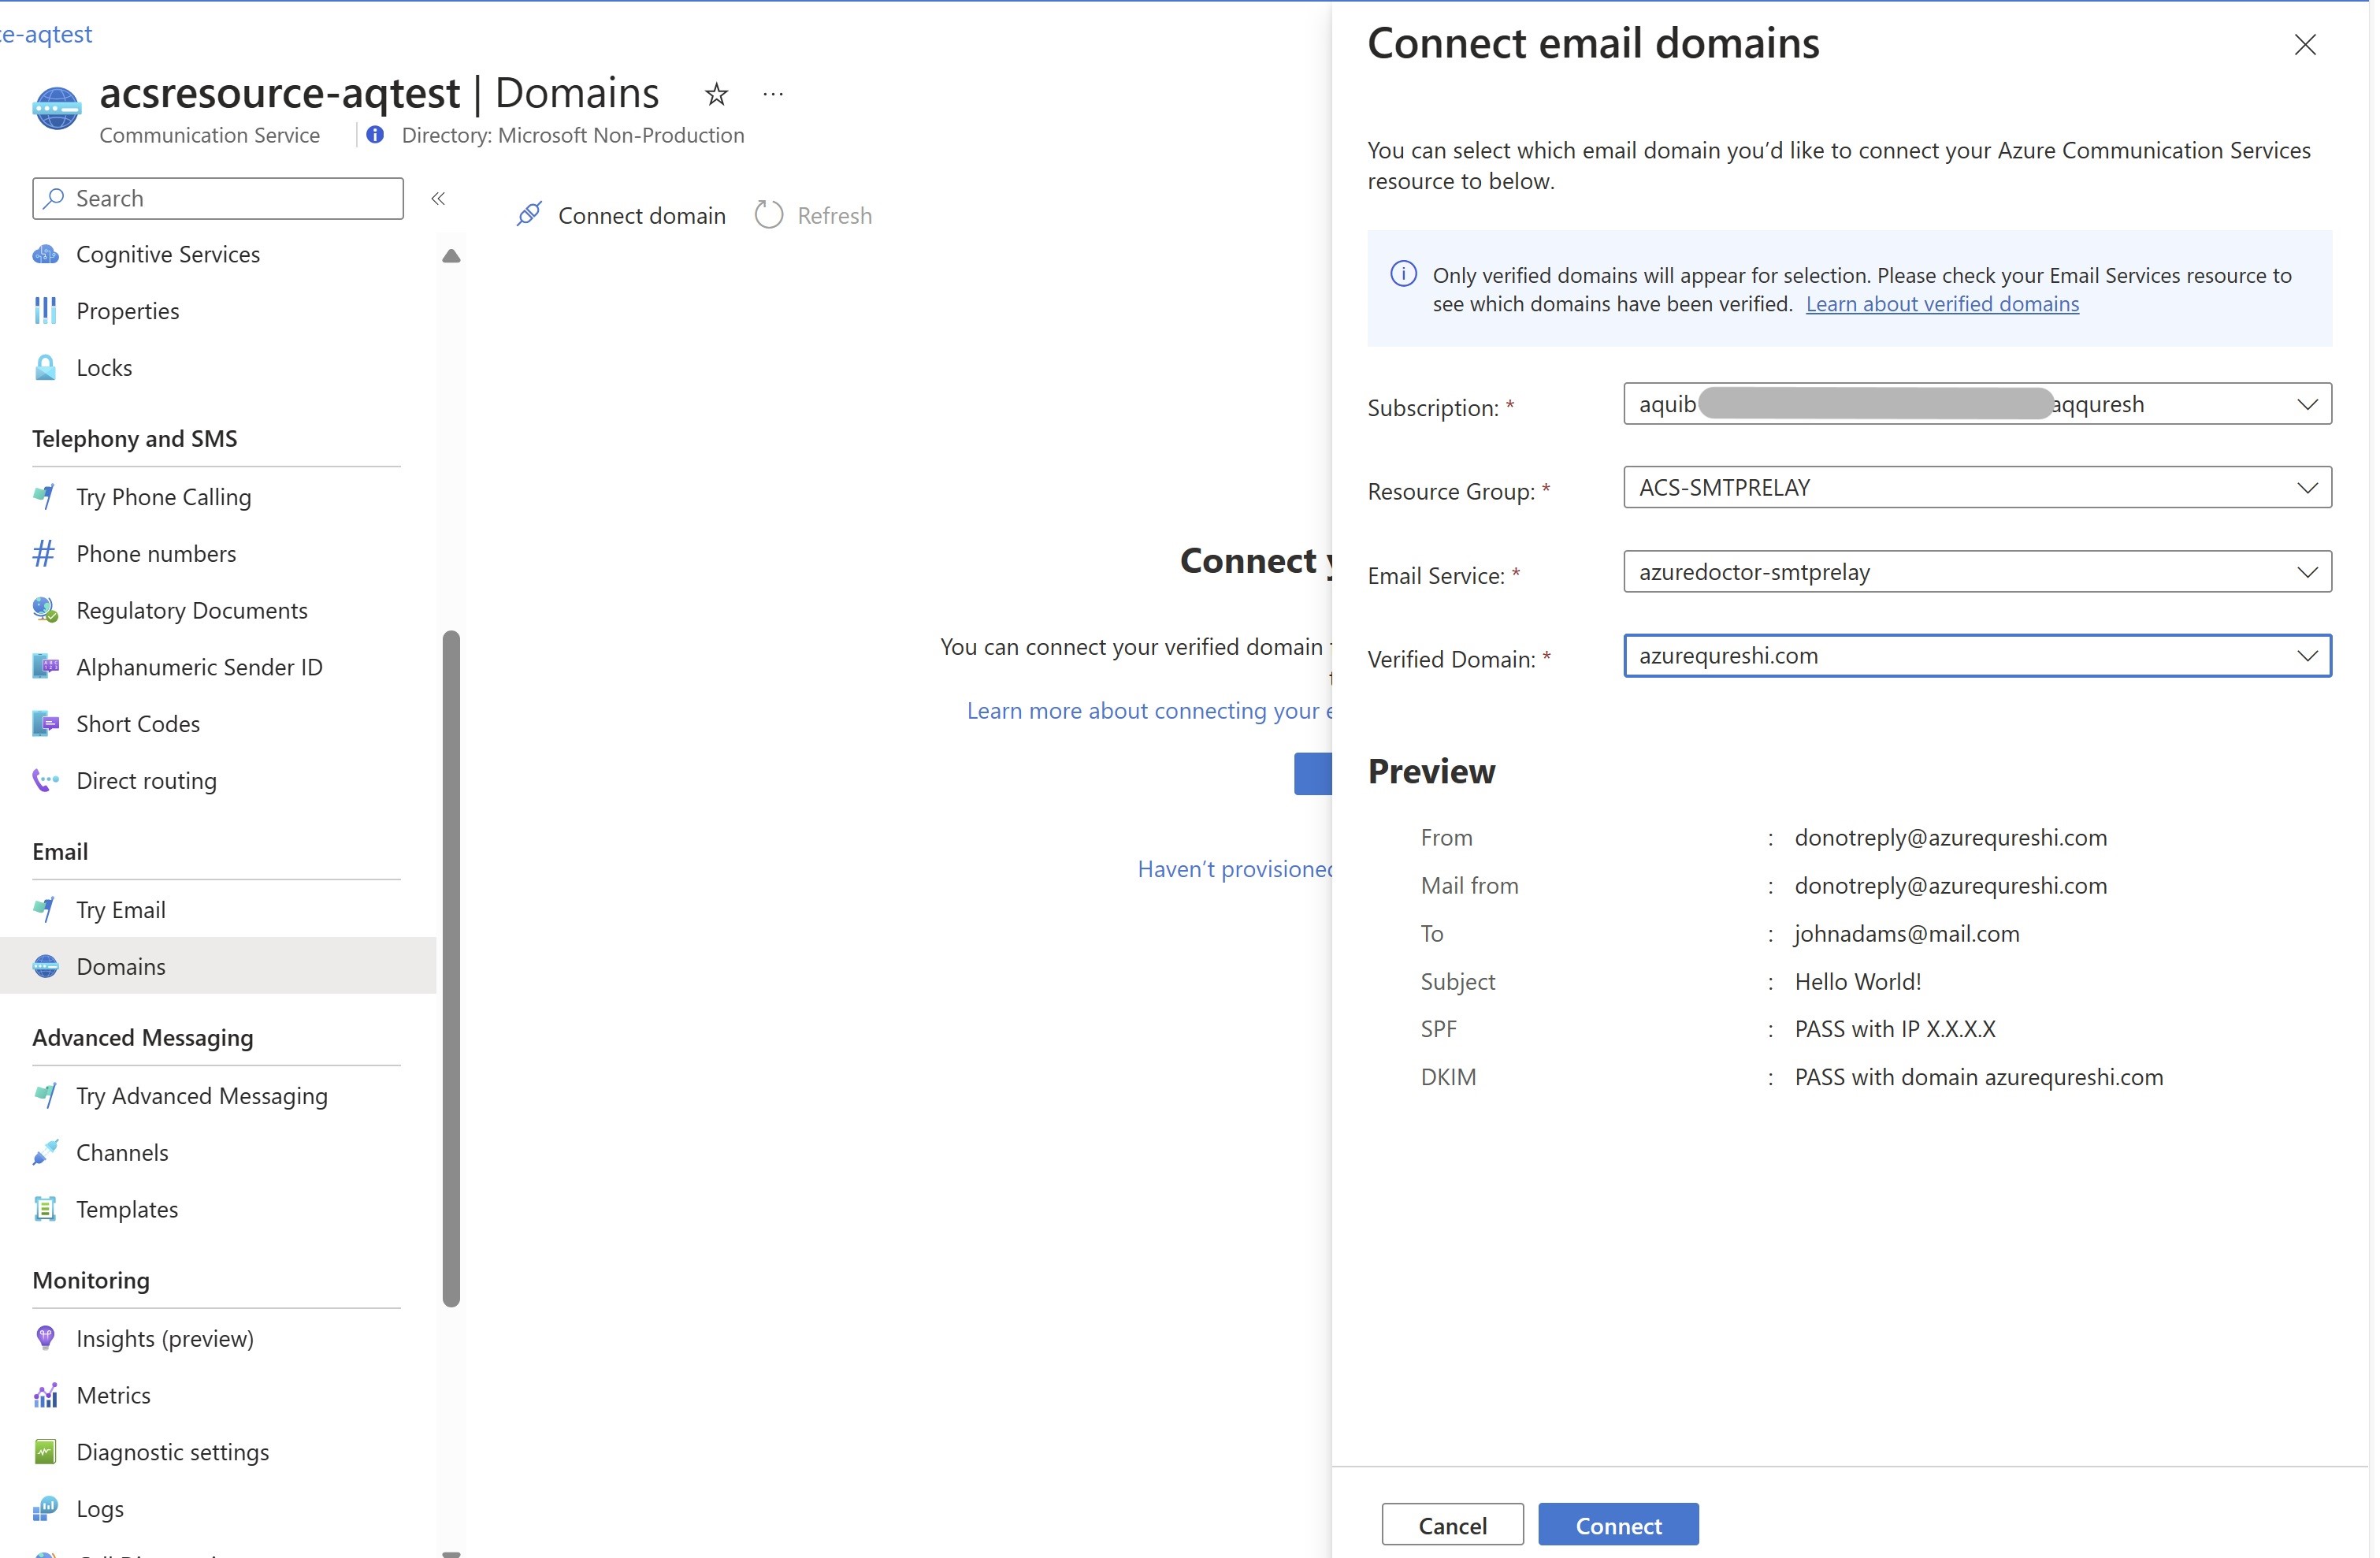 e-aqtest
acsresource-aqtest | Domains
Communication Service
Directory: Microsoft Non-Production
Search
Cognitive Services
Properties
Locks
Telephony and SMS
Try Phone Calling
Phone numbers
Regulatory Documents
Alphanumeric Sender ID
Short Codes
Direct routing
Email
Try Email
Domains
Advanced Messaging
Try Advanced Messaging
Channels
Templates
Monitoring
Insights (preview)
Metrics
Diagnostic settings
Logs
Connect domain
Refresh
Connect
You can connect your verified domain
Learn more about connecting your
Haven't provisioned
Connect email domains
You can select which email domain you'd like to connect your Azure Communication Services
resource to below.
Only verified domains will appear for selection. Please check your Email Services resource to
see which domains have been verified. Learn about verified domains
Subscription: * aquib aqquresh
Resource Group: * ACS-SMTPRELAY
Email Service: * azuredoctor-smtprelay
Verified Domain: * azurequreshi.com
Preview
From : donotreply@azurequreshi.com
Mail from : donotreply@azurequreshi.com
To : johnadams@mail.com
Subject : Hello World!
SPF : PASS with IP X.X.X.X
DKIM : PASS with domain azurequreshi.com
Cancel
Connect